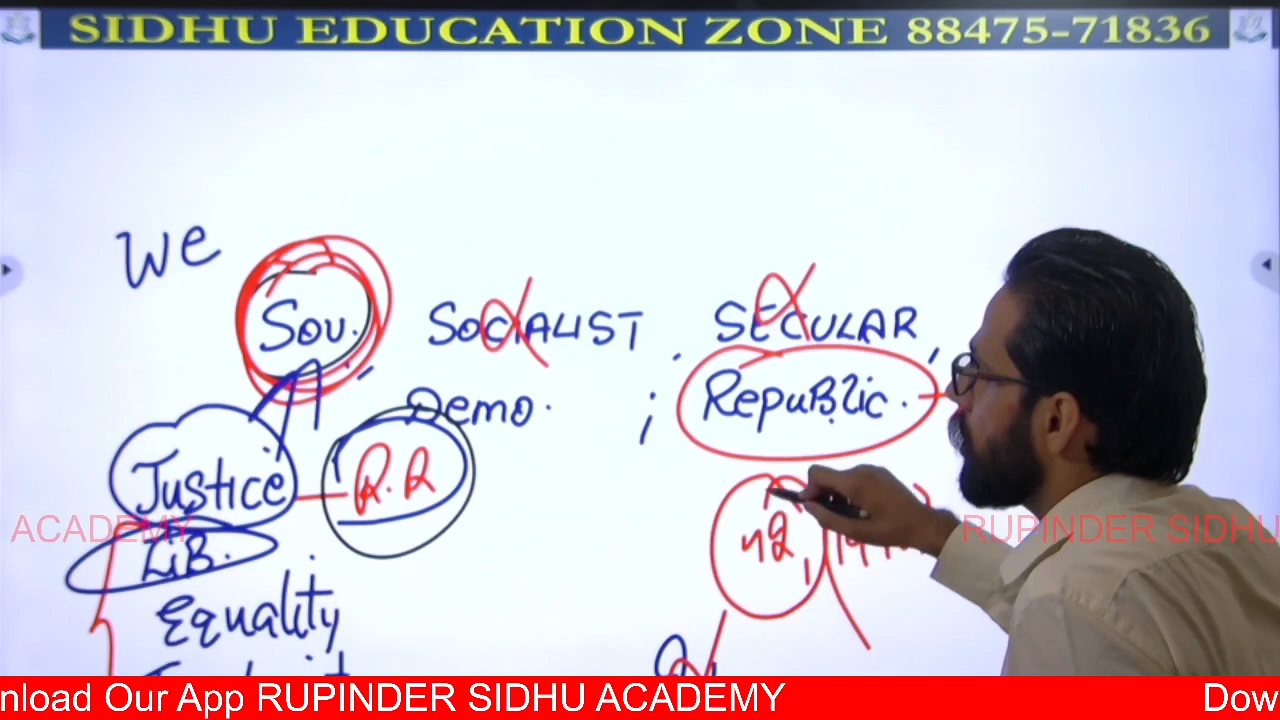 SIDHU EDUCATION ZONE 88475-71836
We
Sov. SOCIALIST, SECULAR,
Demo. ; Republic.
Justice R.R
ACADEMY RUPINDER SIDHU
LiB. 42,
Equality
nload Our App RUPINDER SIDHU ACADEMY Dow